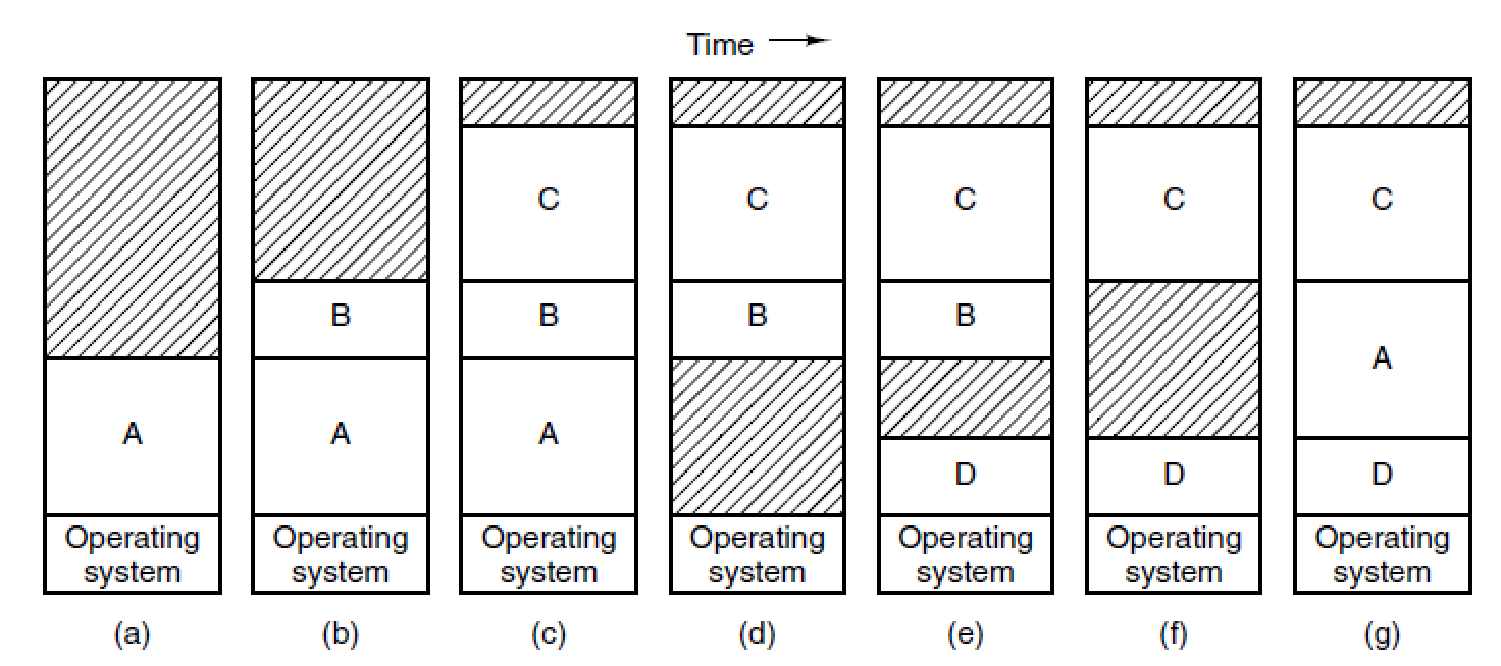 Time
C
C
C
C
C
B
B
B
B
A
A
A
A
D
D
D
Operating
system
Operating
system
Operating
system
Operating
system
Operating
system
Operating
system
Operating
system
(a)
(b)
(c)
(d)
(e)
(f)
(g)